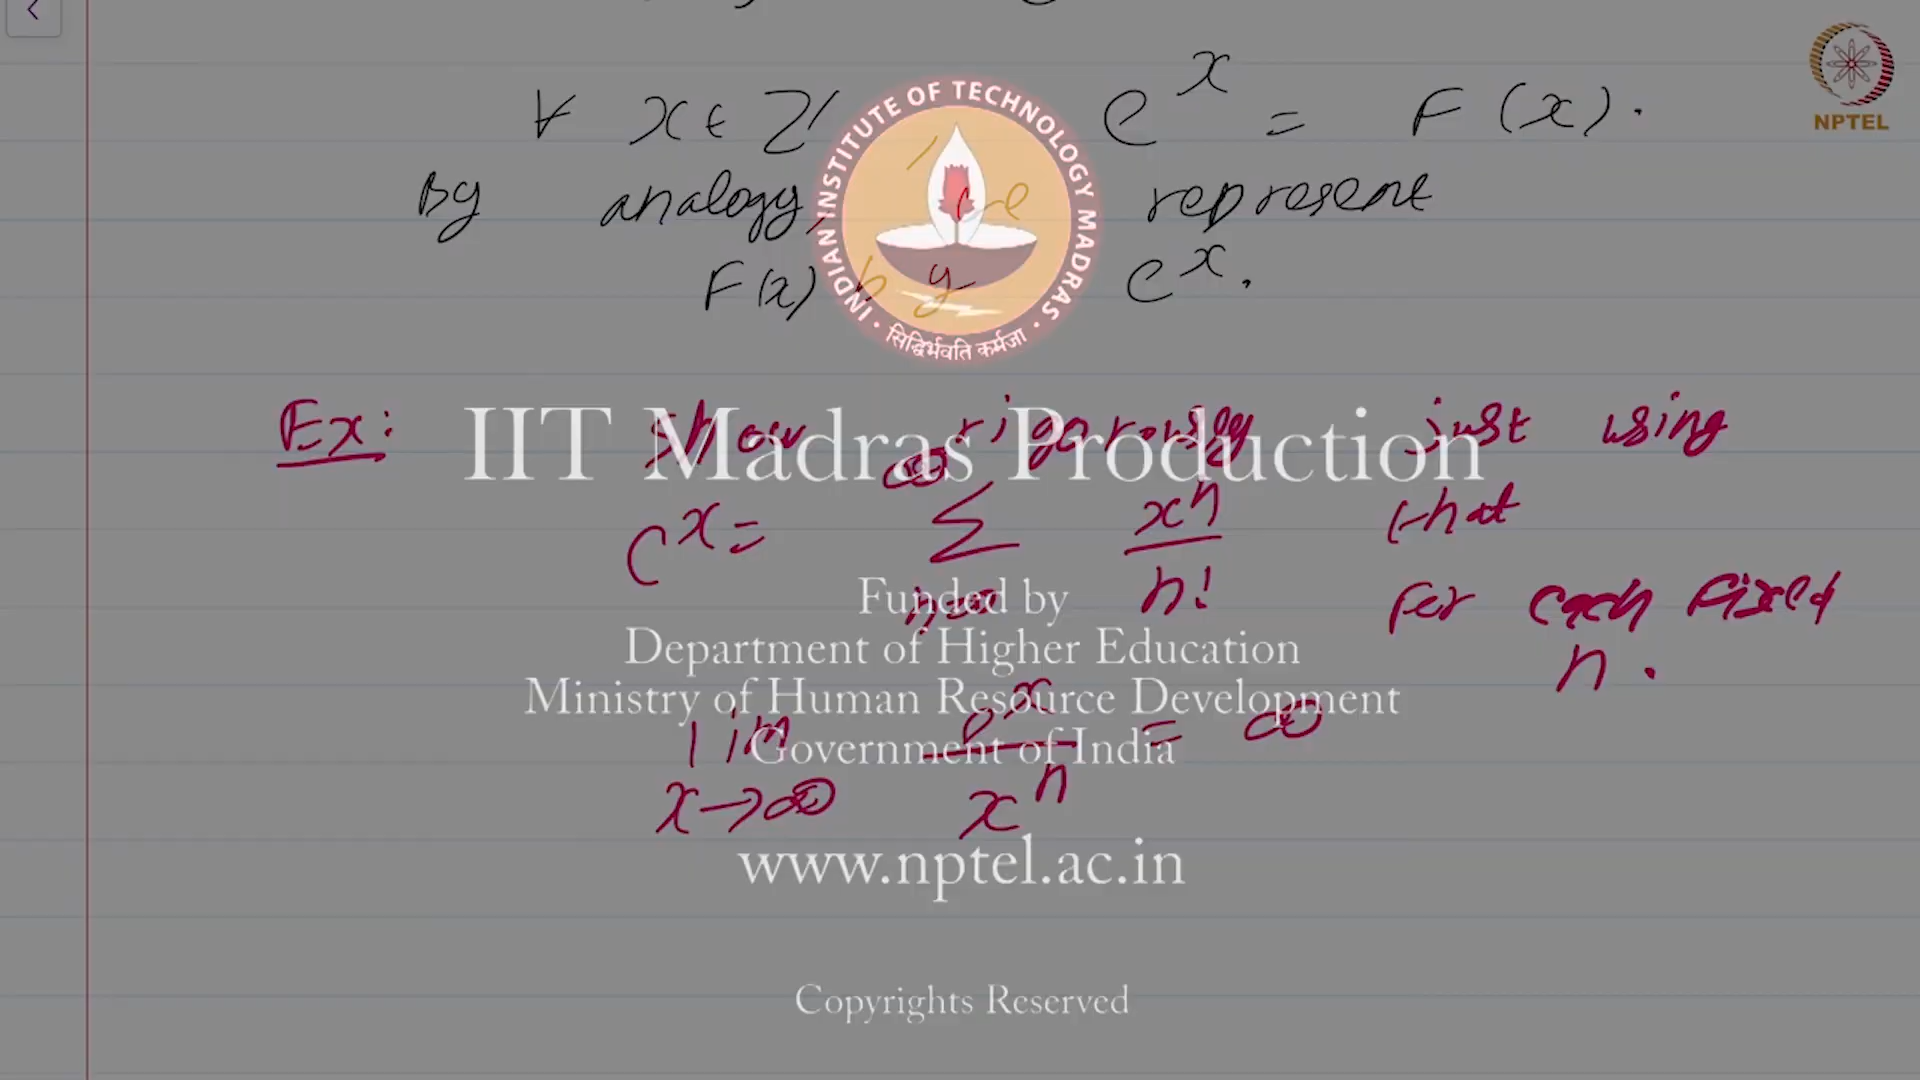 ∀ x ∈ ℤ, e^x = F(x).
By analogy, we represent
F(x) by e^x.
NPTEL
INDIAN INSTITUTE OF TECHNOLOGY MADRAS
सिद्धिर्भवति कर्मजा
Ex: Show rigorously just using
IIT Madras Production
e^x = ∞ Σ n=0 x^n / n! that
for each fixed
n.
Funded by
Department of Higher Education
Ministry of Human Resource Development
Government of India
lim x→∞ e^x / x^n = ∞
www.nptel.ac.in
Copyrights Reserved